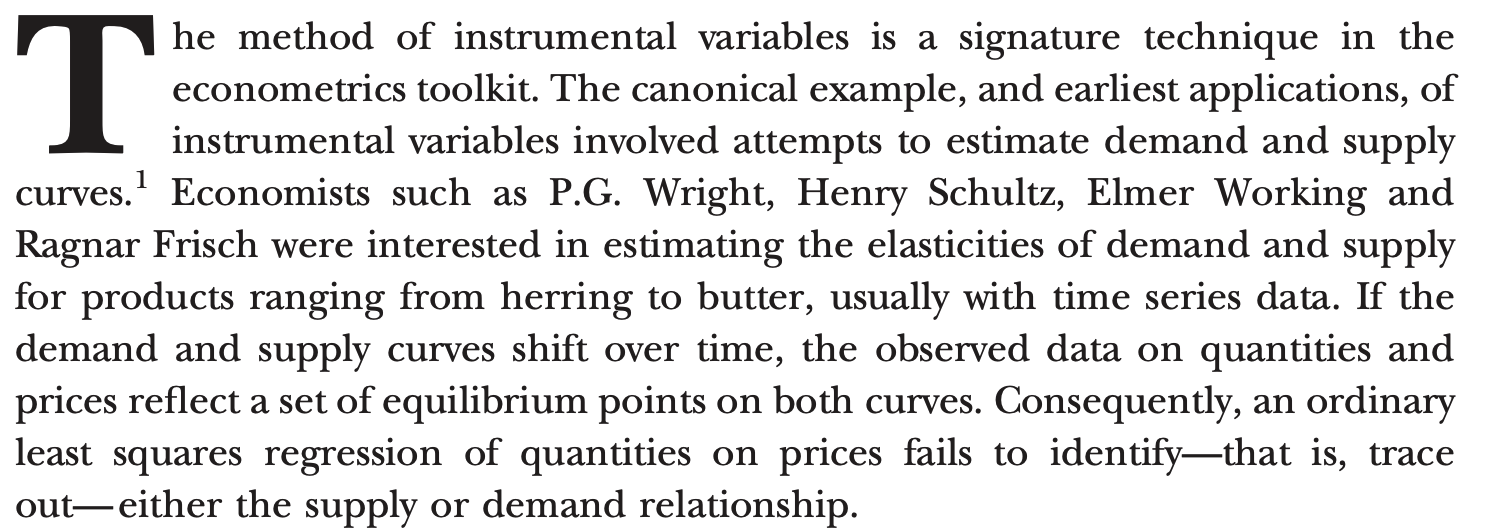 The method of instrumental variables is a signature technique in the
econometrics toolkit. The canonical example, and earliest applications, of
instrumental variables involved attempts to estimate demand and supply
curves.1 Economists such as P.G. Wright, Henry Schultz, Elmer Working and
Ragnar Frisch were interested in estimating the elasticities of demand and supply
for products ranging from herring to butter, usually with time series data. If the
demand and supply curves shift over time, the observed data on quantities and
prices reflect a set of equilibrium points on both curves. Consequently, an ordinary
least squares regression of quantities on prices fails to identify—that is, trace
out—either the supply or demand relationship.